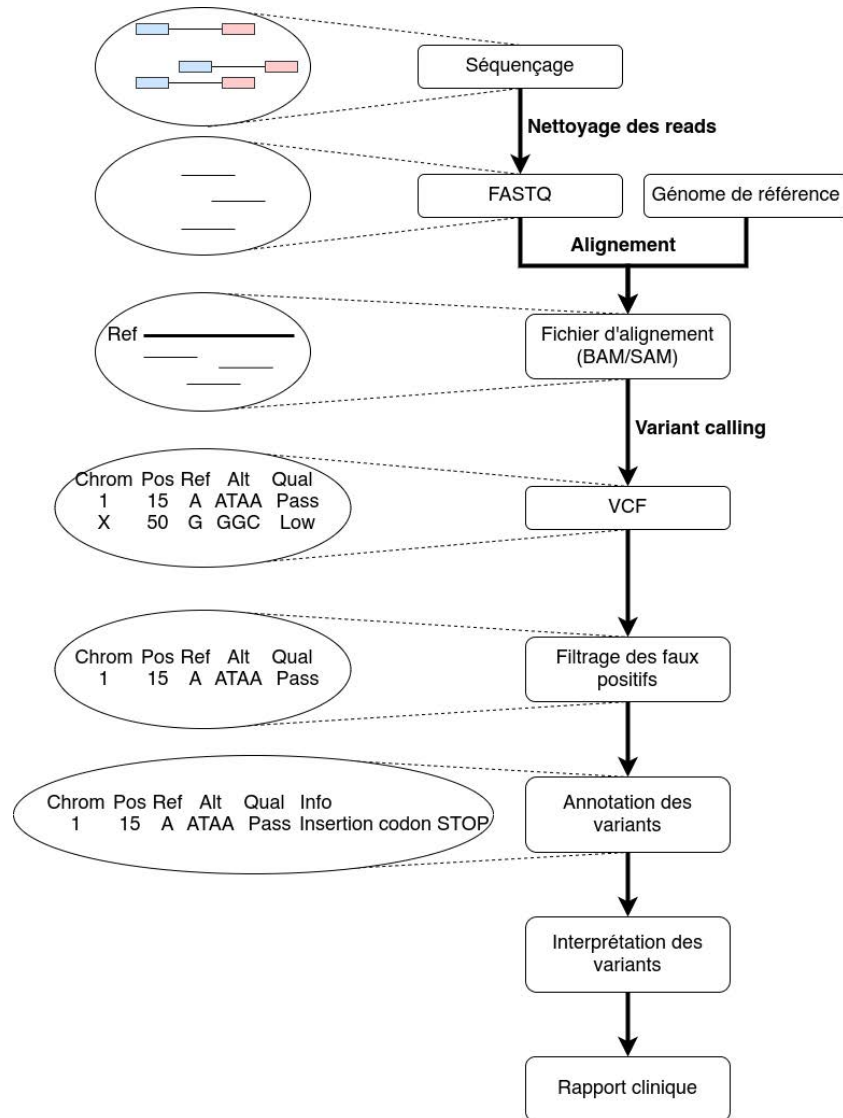 Séquençage
Nettoyage des reads
FASTQ
Génome de référence
Alignement
Ref
Fichier d'alignement
(BAM/SAM)
Variant calling
Chrom Pos Ref Alt Qual
1 15 A ATAA Pass
X 50 G GGC Low
VCF
Chrom Pos Ref Alt Qual
1 15 A ATAA Pass
Filtrage des faux
positifs
Chrom Pos Ref Alt Qual Info
1 15 A ATAA Pass Insertion codon STOP
Annotation des
variants
Interprétation des
variants
Rapport clinique